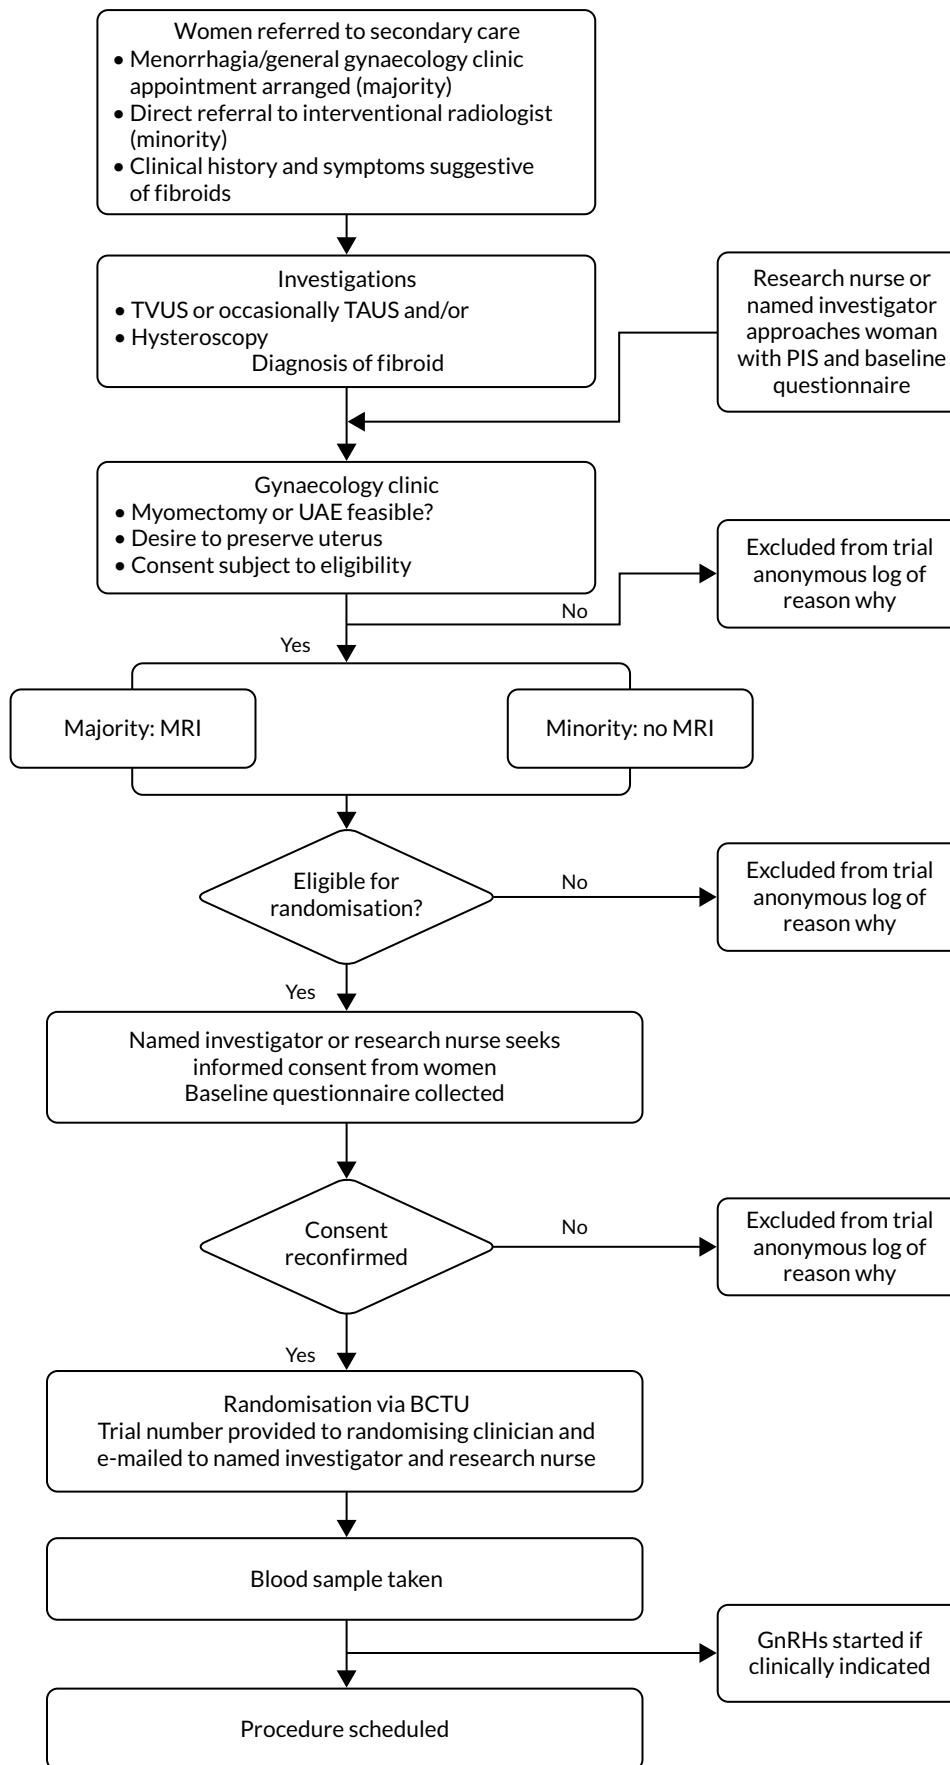 Women referred to secondary care
• Menorrhagia/general gynaecology clinic
appointment arranged (majority)
• Direct referral to interventional radiologist
(minority)
• Clinical history and symptoms suggestive
of fibroids
Investigations
• TVUS or occasionally TAUS and/or
• Hysteroscopy
Diagnosis of fibroid
Research nurse or
named investigator
approaches woman
with PIS and baseline
questionnaire
Gynaecology clinic
• Myomectomy or UAE feasible?
• Desire to preserve uterus
• Consent subject to eligibility
No
Excluded from trial
anonymous log of
reason why
Yes
Majority: MRI
Minority: no MRI
Eligible for
randomisation?
No
Excluded from trial
anonymous log of
reason why
Yes
Named investigator or research nurse seeks
informed consent from women
Baseline questionnaire collected
Consent
reconfirmed
No
Excluded from trial
anonymous log of
reason why
Yes
Randomisation via BCTU
Trial number provided to randomising clinician and
e-mailed to named investigator and research nurse
Blood sample taken
GnRHs started if
clinically indicated
Procedure scheduled